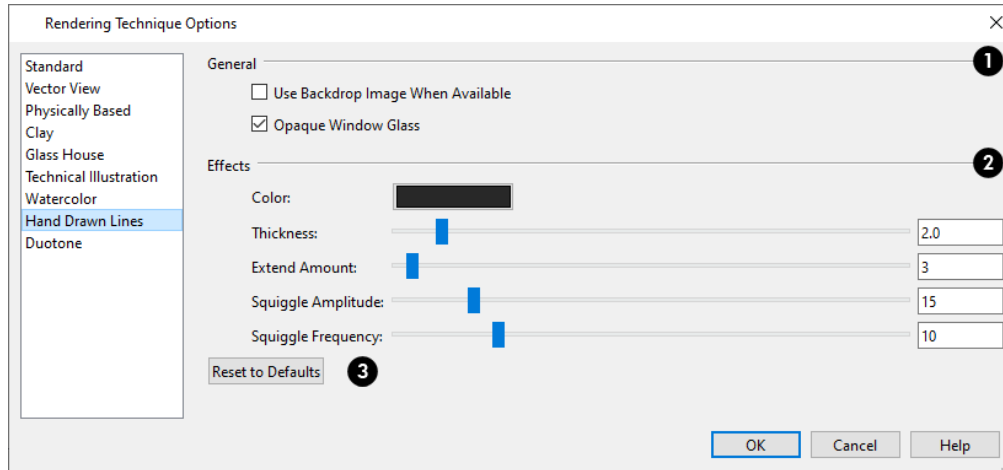 Rendering Technique Options
Standard
Vector View
Physically Based
Clay
Glass House
Technical Illustration
Watercolor
Hand Drawn Lines
Duotone
General
1
Use Backdrop Image When Available
Opaque Window Glass
Effects
2
Color:
Thickness: 2.0
Extend Amount: 3
Squiggle Amplitude: 15
Squiggle Frequency: 10
Reset to Defaults 3
OK Cancel Help